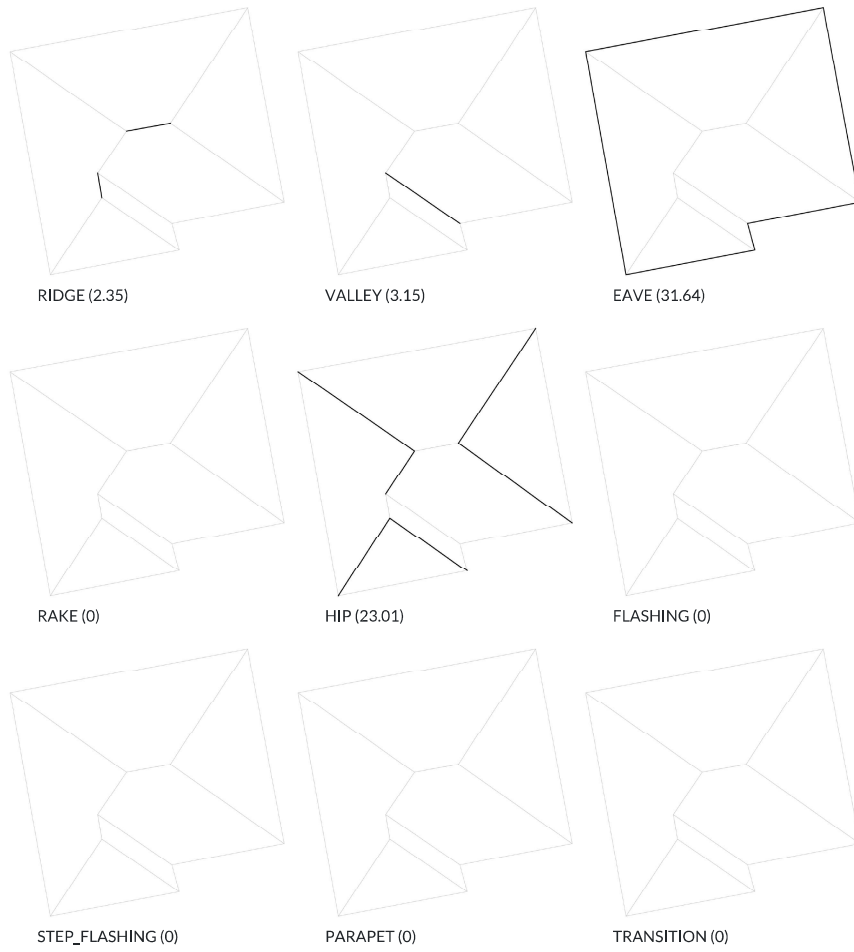 RIDGE (2.35)
VALLEY (3.15)
EAVE (31.64)
RAKE (0)
HIP (23.01)
FLASHING (0)
STEP_FLASHING (0)
PARAPET (0)
TRANSITION (0)